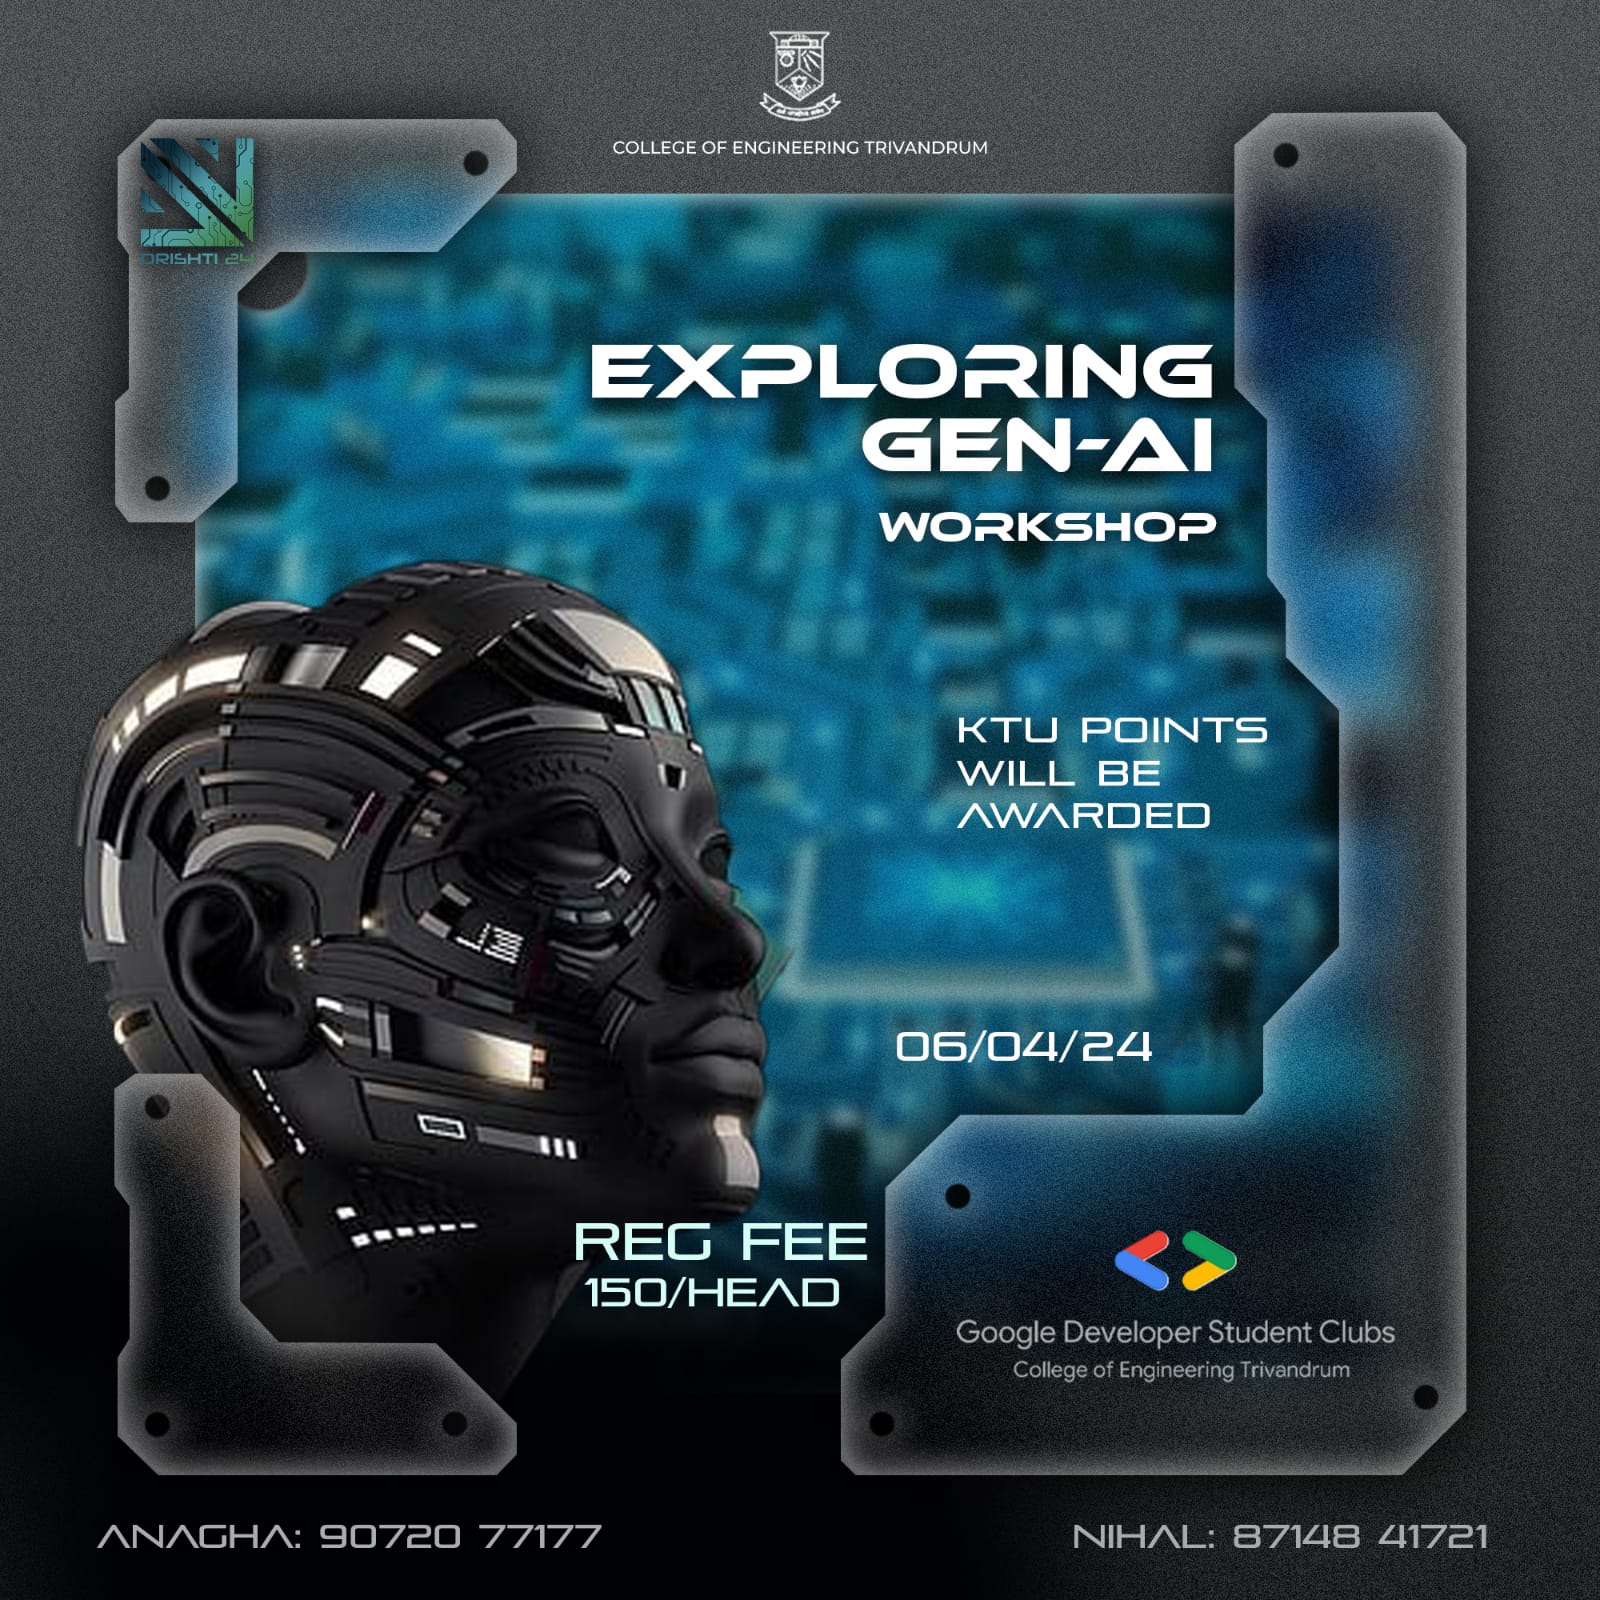 COLLEGE OF ENGINEERING TRIVANDRUM
DRISHTI 24
EXPLORING
GEN-AI
WORKSHOP
KTU POINTS
WILL BE
AWARDED
06/04/24
REG FEE
150/HEAD
Google Developer Student Clubs
College of Engineering Trivandrum
ANAGHA: 90720 77177
NIHAL: 87148 41721